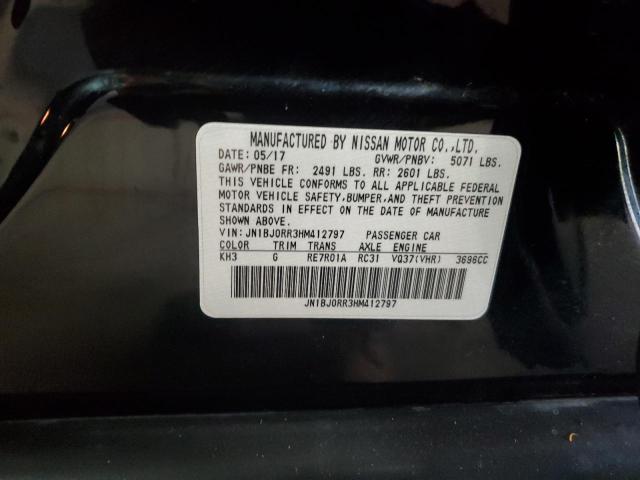 MANUFACTURED BY NISSAN MOTOR CO.,LTD.
DATE: 05/17 GVWR/PNBV: 5071 LBS.
GAWR/PNBE FR: 2491 LBS. RR: 2601 LBS.
THIS VEHICLE CONFORMS TO ALL APPLICABLE FEDERAL
MOTOR VEHICLE SAFETY,BUMPER,AND THEFT PREVENTION
STANDARDS IN EFFECT ON THE DATE OF MANUFACTURE
SHOWN ABOVE.
VIN: JN1BJ0RR3HM412797 PASSENGER CAR
COLOR TRIM TRANS AXLE ENGINE
KH3 G RE7R01A RC31 VQ37(VHR) 3696CC
JN1BJ0RR3HM412797